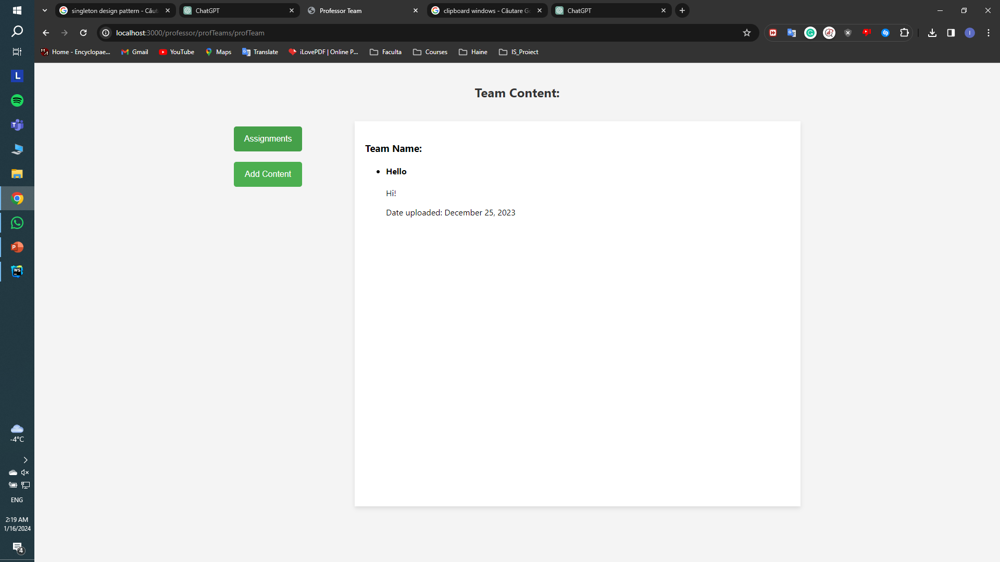 singleton design pattern - Cău
ChatGPT
Professor Team
clipboard windows - Căutare G
ChatGPT
localhost:3000/professor/profTeams/profTeam
Home - Encyclopae...
Gmail
YouTube
Maps
Translate
iLovePDF | Online P...
Faculta
Courses
Haine
IS_Proiect
L
Team Content:
Assignments
Add Content
Team Name:
Hello
Hi!
Date uploaded: December 25, 2023
WS
-4°C
ENG
2:19 AM
1/16/2024
4